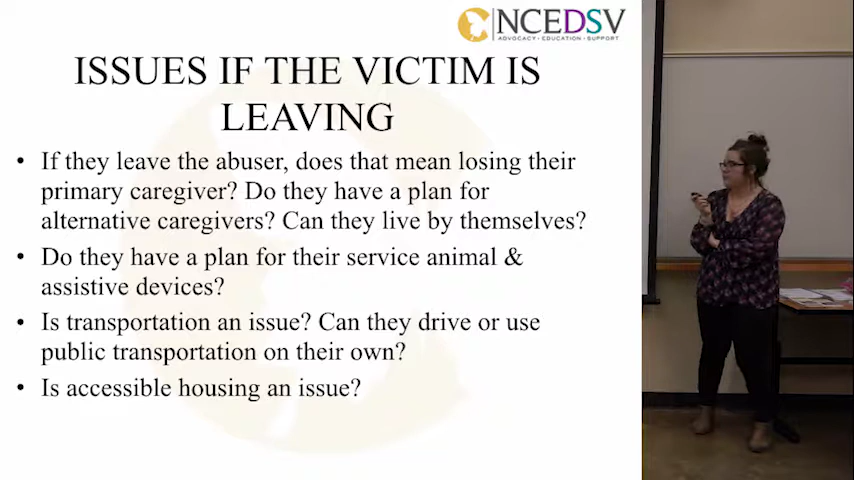 NCEDSV
ADVOCACY · EDUCATION · SUPPORT
ISSUES IF THE VICTIM IS
LEAVING
• If they leave the abuser, does that mean losing their
primary caregiver? Do they have a plan for
alternative caregivers? Can they live by themselves?
• Do they have a plan for their service animal &
assistive devices?
• Is transportation an issue? Can they drive or use
public transportation on their own?
• Is accessible housing an issue?